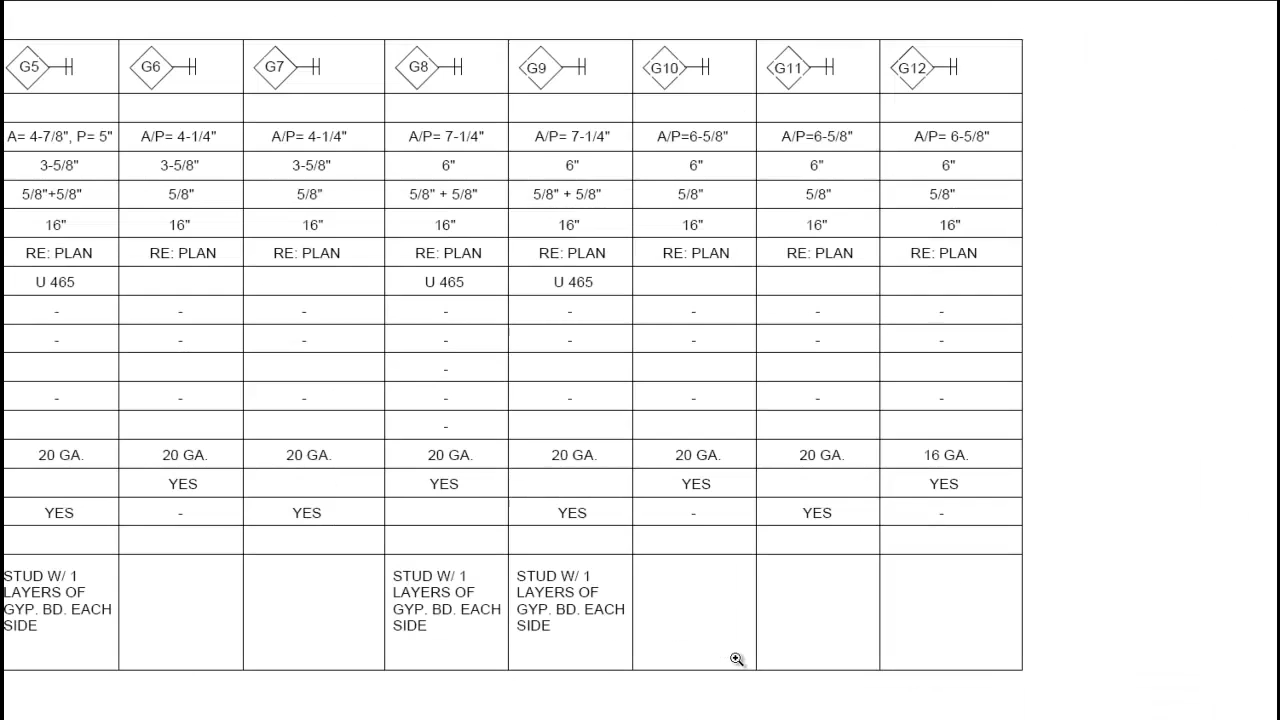 G5 G6 G7 G8 G9 G10 G11 G12
A= 4-7/8", P= 5" A/P= 4-1/4" A/P= 4-1/4" A/P= 7-1/4" A/P= 7-1/4" A/P=6-5/8" A/P=6-5/8" A/P= 6-5/8"
3-5/8" 3-5/8" 3-5/8" 6" 6" 6" 6" 6"
5/8"+5/8" 5/8" 5/8" 5/8" + 5/8" 5/8" + 5/8" 5/8" 5/8" 5/8"
16" 16" 16" 16" 16" 16" 16" 16"
RE: PLAN RE: PLAN RE: PLAN RE: PLAN RE: PLAN RE: PLAN RE: PLAN RE: PLAN
U 465 U 465 U 465
- - - - - - - -
- - - - - - - -
-
- - - - - - - -
-
20 GA. 20 GA. 20 GA. 20 GA. 20 GA. 20 GA. 20 GA. 16 GA.
YES YES YES YES
YES - YES YES - YES -
STUD W/ 1 STUD W/ 1 STUD W/ 1
LAYERS OF LAYERS OF LAYERS OF
GYP. BD. EACH GYP. BD. EACH GYP. BD. EACH
SIDE SIDE SIDE